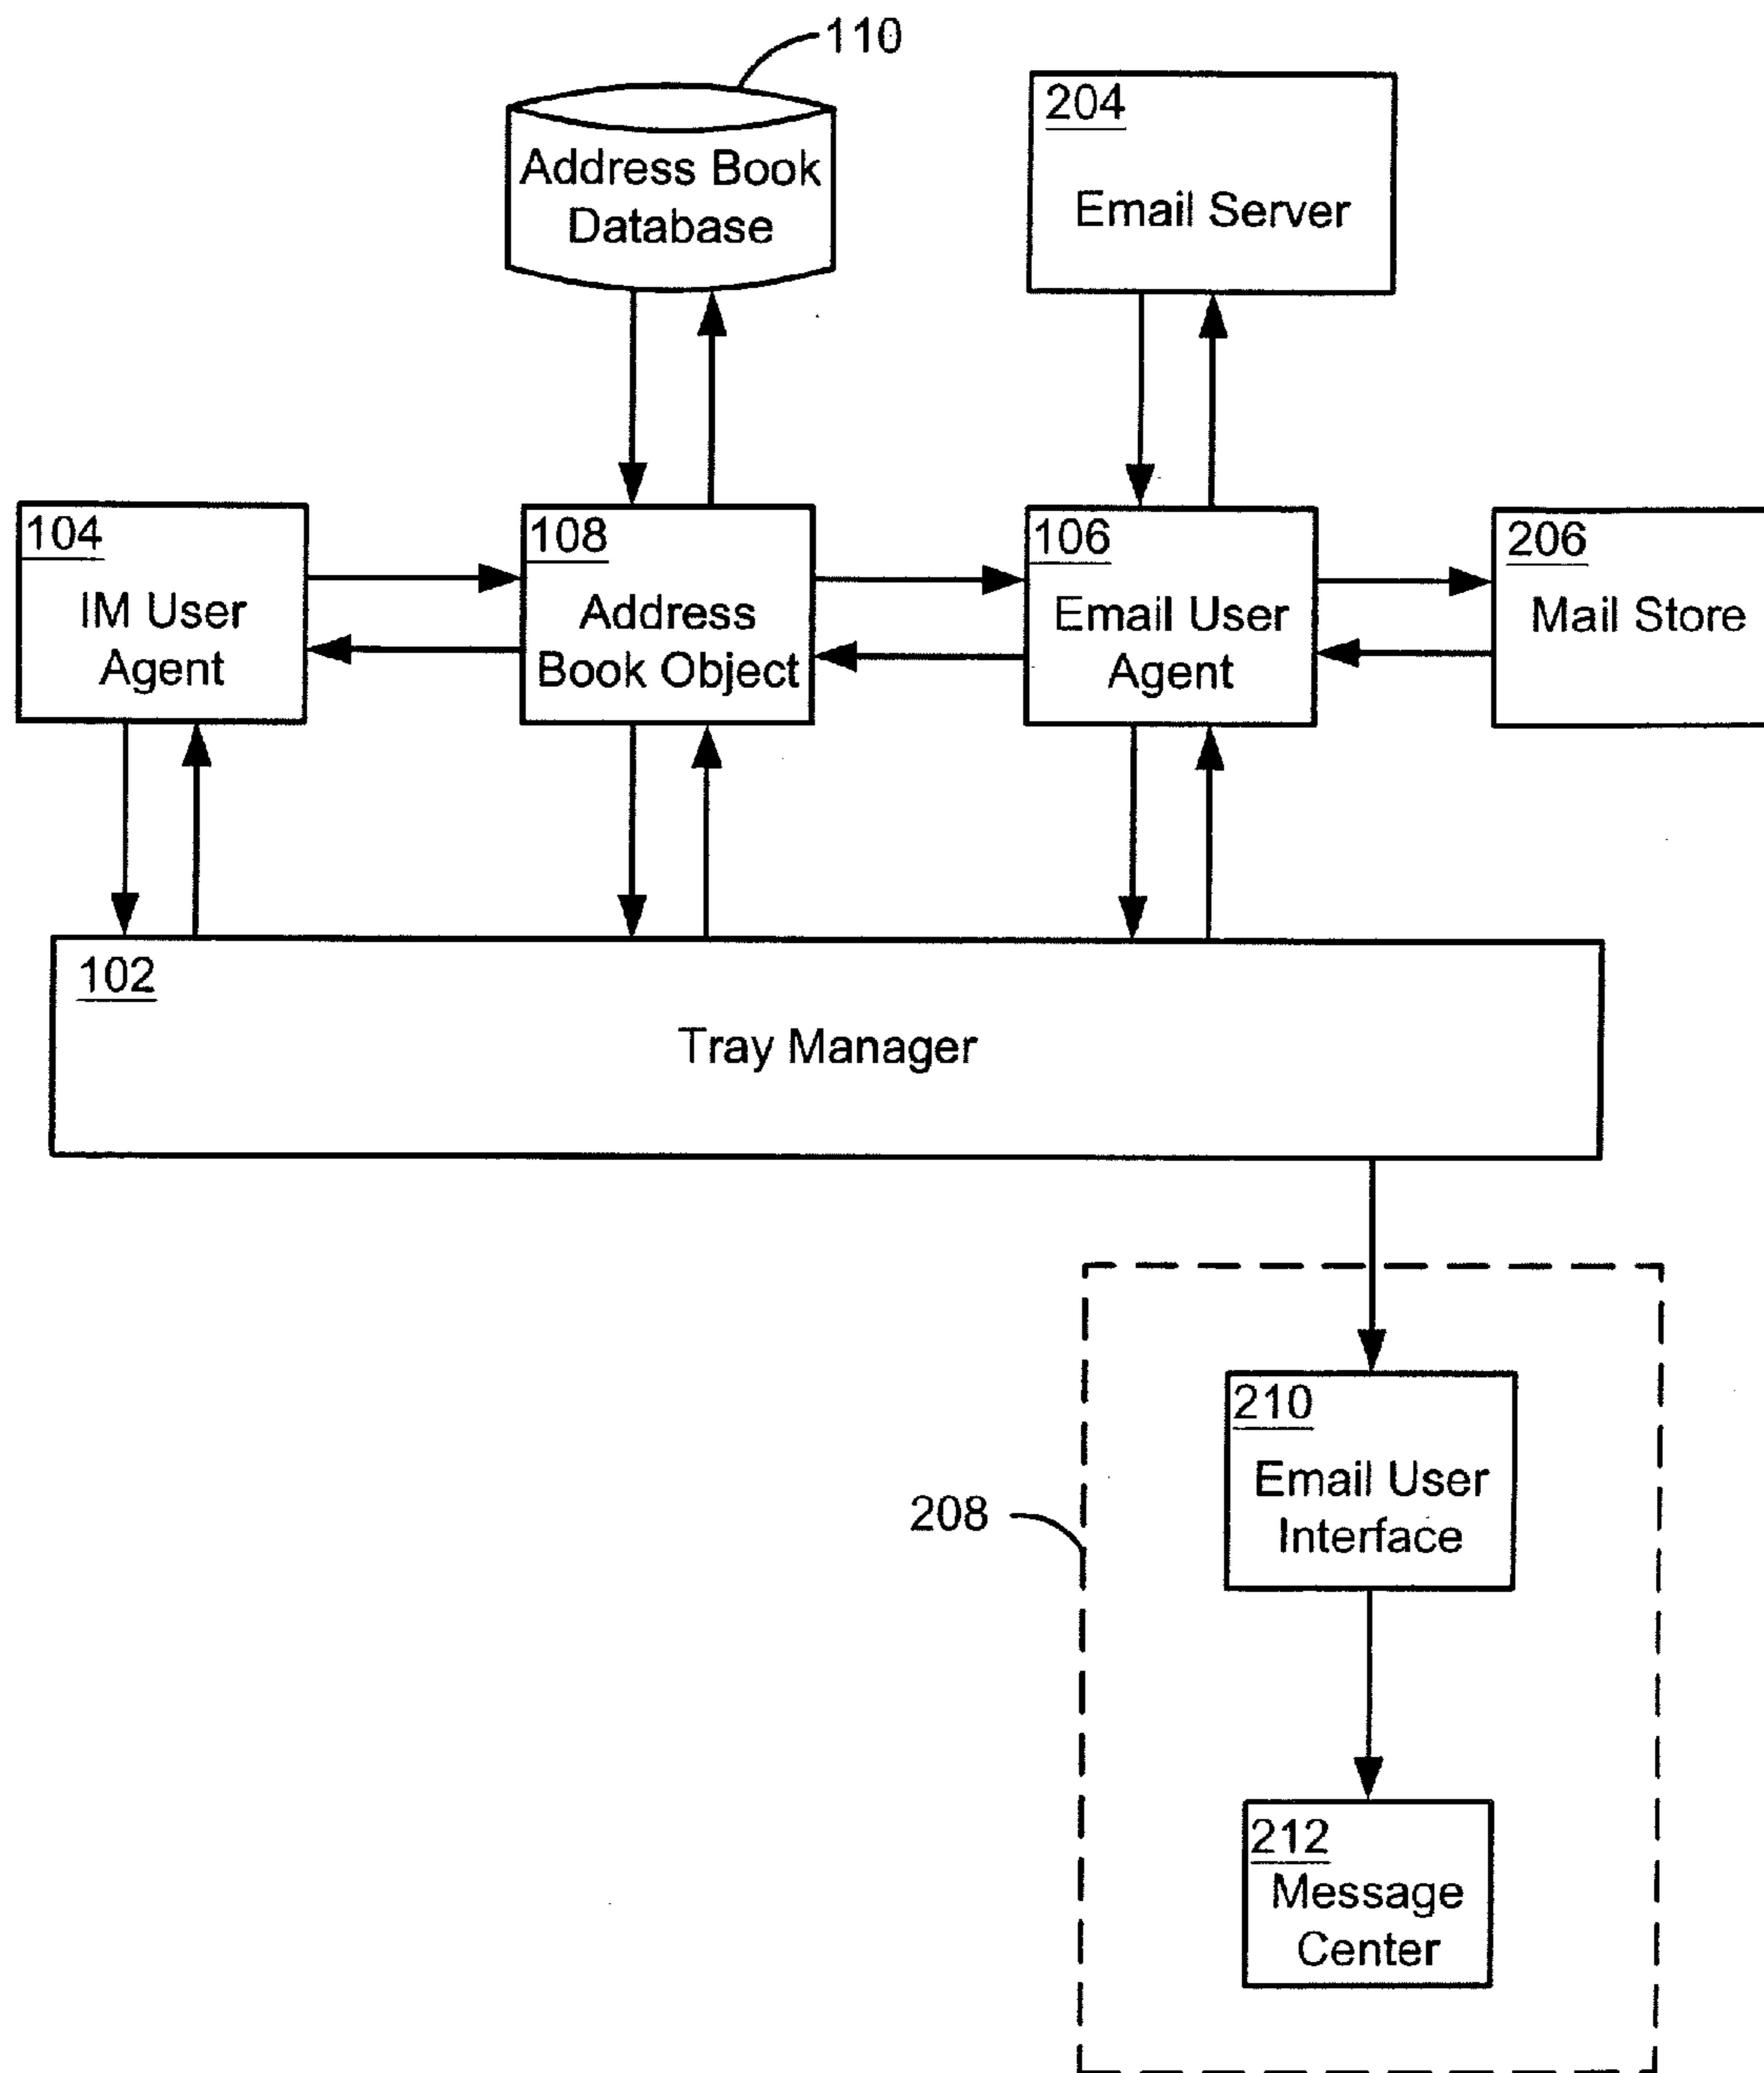 110
Address Book
Database
204
Email Server
104
IM User
Agent
108
Address
Book Object
106
Email User
Agent
206
Mail Store
102
Tray Manager
208
210
Email User
Interface
212
Message
Center